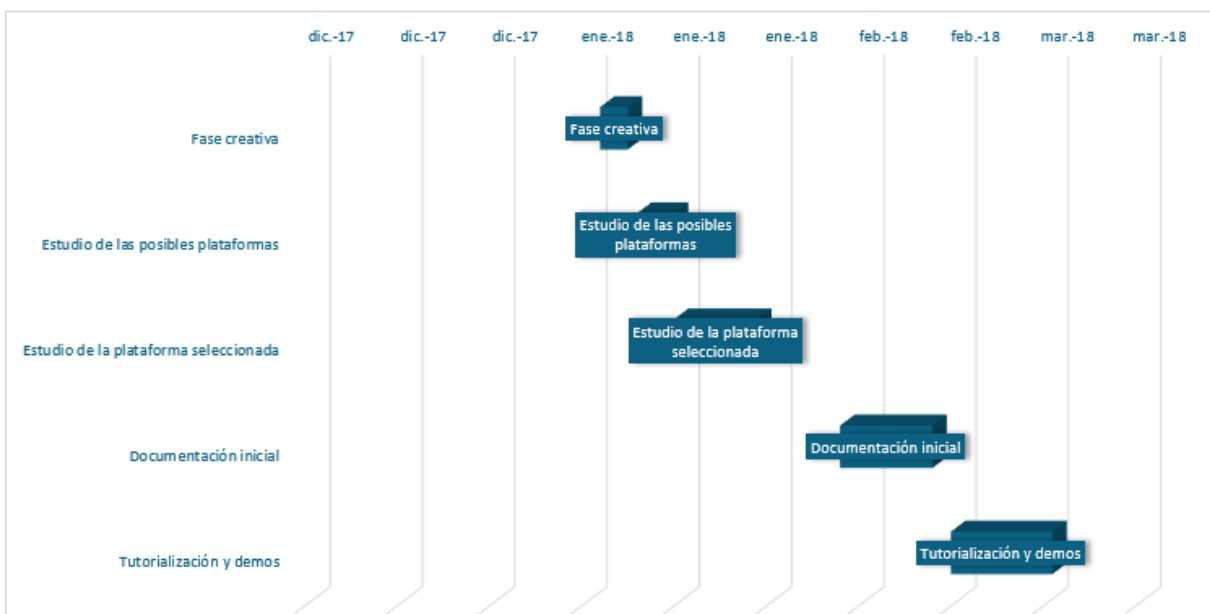 dic.-17 dic.-17 dic.-17 ene.-18 ene.-18 ene.-18 feb.-18 feb.-18 mar.-18 mar.-18
Fase creativa
Fase creativa
Estudio de las posibles plataformas
Estudio de las posibles
plataformas
Estudio de la plataforma seleccionada
Estudio de la plataforma
seleccionada
Documentación inicial
Documentación inicial
Tutorialización y demos
Tutorialización y demos